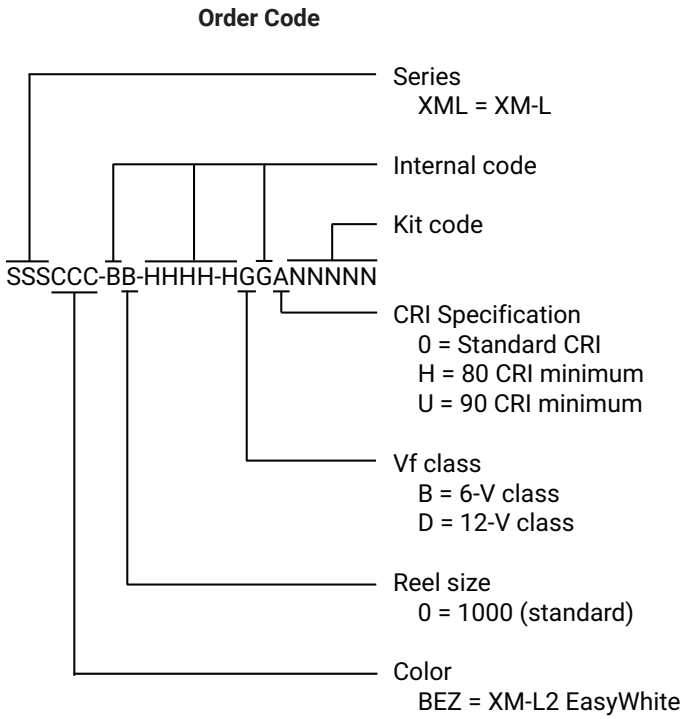 Order Code
Series
XML = XM-L
Internal code
Kit code
SSSCCC-BB-HHHH-HGGANNNNN
CRI Specification
0 = Standard CRI
H = 80 CRI minimum
U = 90 CRI minimum
Vf class
B = 6-V class
D = 12-V class
Reel size
0 = 1000 (standard)
Color
BEZ = XM-L2 EasyWhite